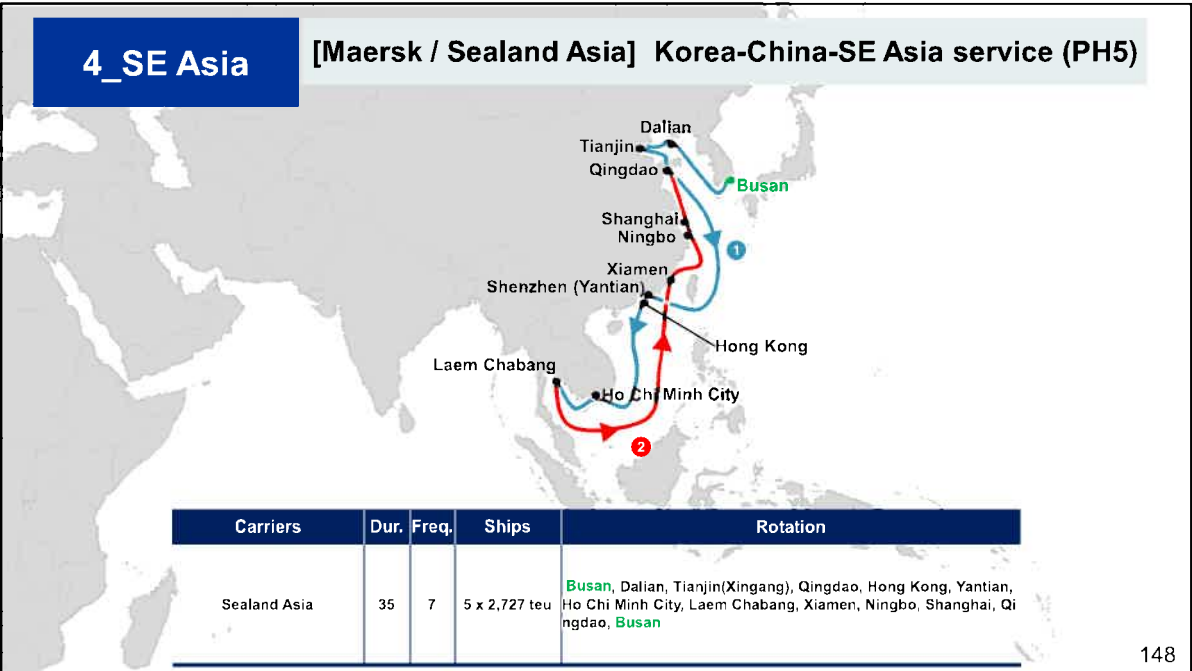 4_SE Asia
[Maersk / Sealand Asia] Korea-China-SE Asia service (PH5)
Dalian
Tianjin
Qingdao
Busan
Shanghai
Ningbo
1
Xiamen
Shenzhen (Yantian)
Hong Kong
Laem Chabang
Ho Chi Minh City
2
Carriers Dur. Freq. Ships Rotation
Sealand Asia 35 7 5 x 2,727 teu
Busan, Dalian, Tianjin(Xingang), Qingdao, Hong Kong, Yantian,
Ho Chi Minh City, Laem Chabang, Xiamen, Ningbo, Shanghai, Qi
ngdao, Busan
148